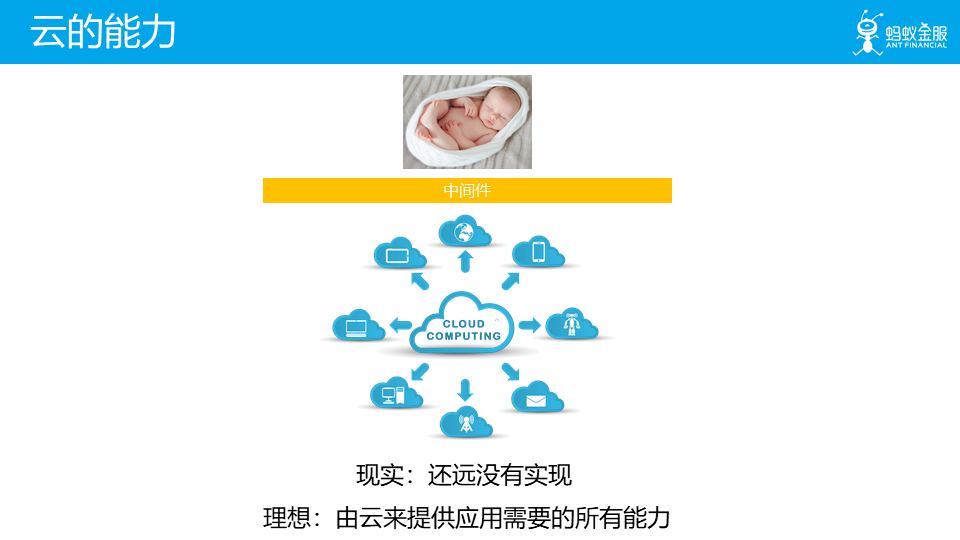 云的能力
蚂蚁金服
ANT FINANCIAL
中间件
CLOUD
COMPUTING
现实：还远没有实现
理想：由云来提供应用需要的所有能力